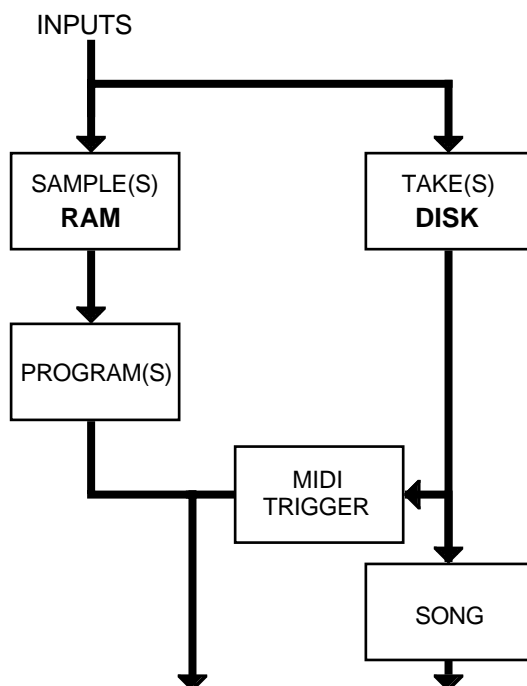 INPUTS
SAMPLE(S)
RAM
TAKE(S)
DISK
PROGRAM(S)
MIDI
TRIGGER
SONG